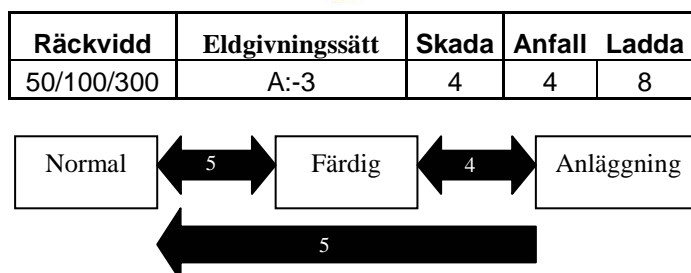 Räckvidd Eldgivningssätt Skada Anfall Ladda
50/100/300 A:-3 4 4 8
Normal 5 Färdig 4 Anläggning
5